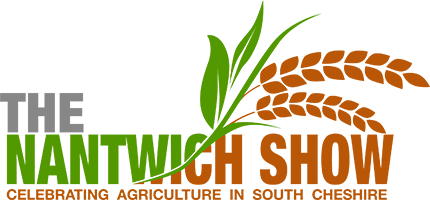 THE
NANTWICH SHOW
CELEBRATING AGRICULTURE IN SOUTH CHESHIRE